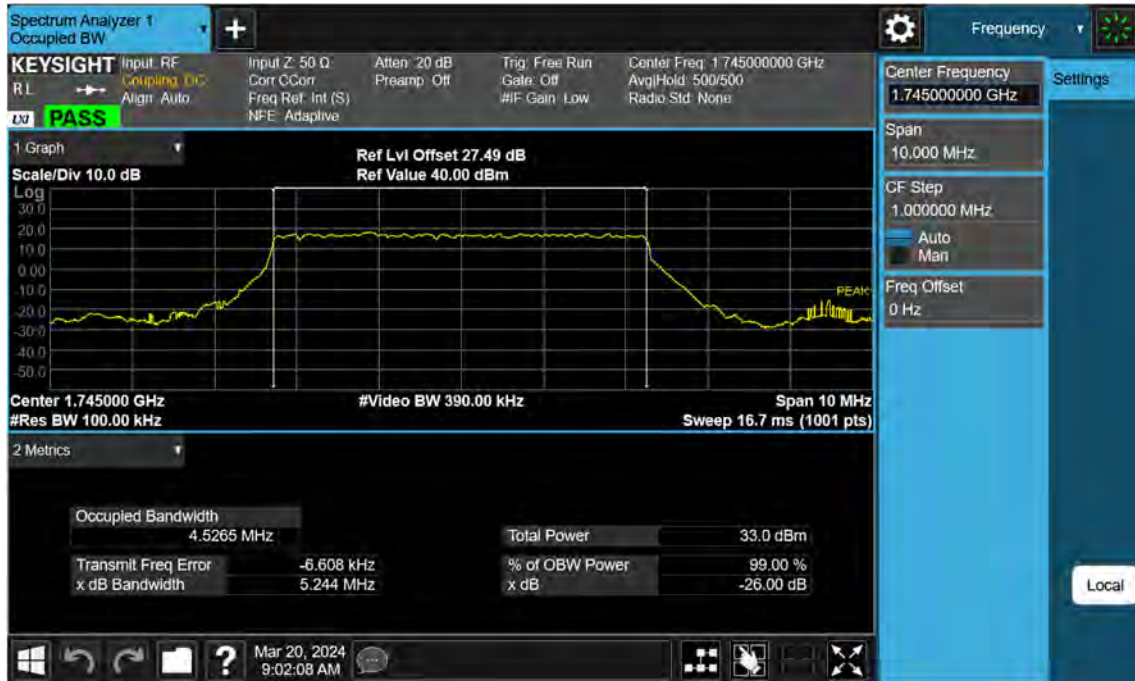 Spectrum Analyzer 1
Occupied BW
Frequency
KEYSIGHT
R L
LXI
PASS
Input: RF
Coupling: DC
Align: Auto
Input Z: 50 Ω
Corr CCorr
Freq Ref: Int (S)
NFE: Adaptive
Atten: 20 dB
Preamp: Off
Trig: Free Run
Gate: Off
#IF Gain: Low
Center Freq: 1.745000000 GHz
Avg|Hold: 500/500
Radio Std: None
Center Frequency
1.745000000 GHz
Settings
Span
10.000 MHz
CF Step
1.000000 MHz
Auto
Man
Freq Offset
0 Hz
1 Graph
Scale/Div 10.0 dB
Ref Lvl Offset 27.49 dB
Ref Value 40.00 dBm
Log
30.0
20.0
10.0
0.00
-10.0
-20.0
-30.0
-40.0
-50.0
PEAK
Center 1.745000 GHz
#Video BW 390.00 kHz
Span 10 MHz
#Res BW 100.00 kHz
Sweep 16.7 ms (1001 pts)
2 Metrics
Occupied Bandwidth
4.5265 MHz
Total Power 33.0 dBm
Transmit Freq Error -6.608 kHz
% of OBW Power 99.00 %
x dB Bandwidth 5.244 MHz
x dB -26.00 dB
Local
?
Mar 20, 2024
9:02:08 AM